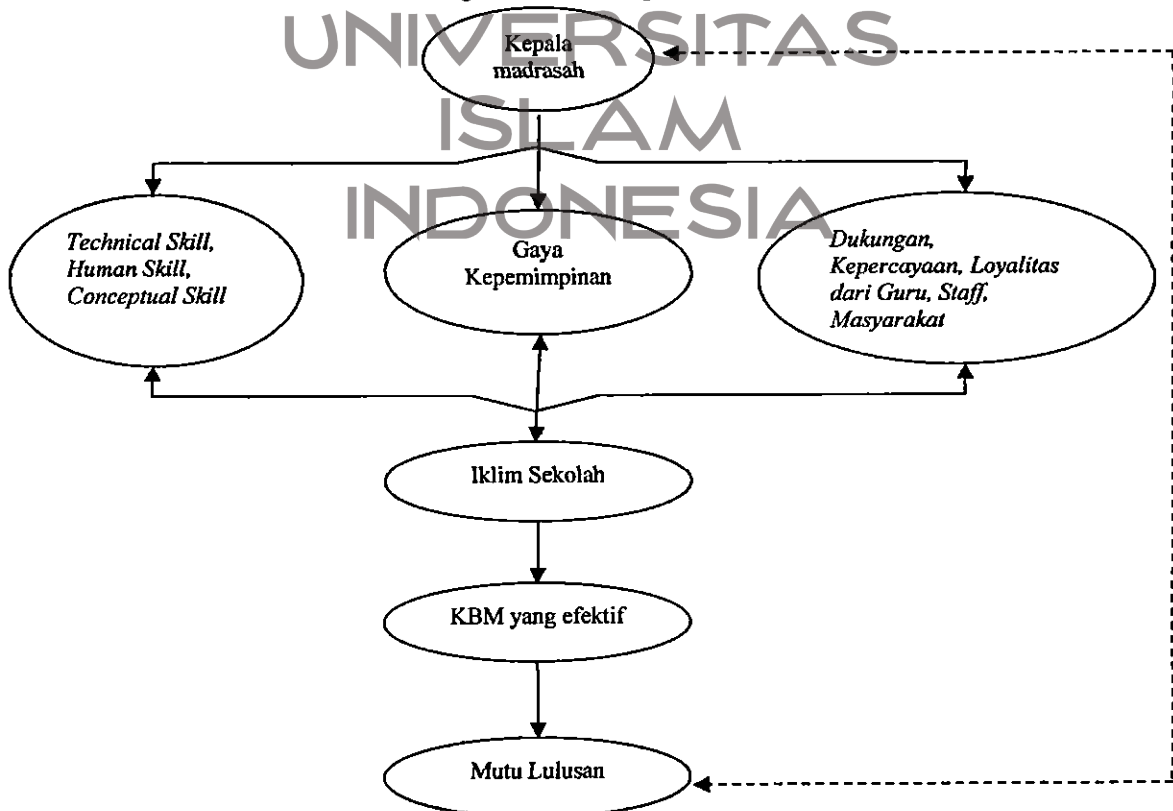 UNIVERSITAS
ISLAM
INDONESIA
Kepala
madrasah
Technical Skill,
Human Skill,
Conceptual Skill
Gaya
Kepemimpinan
Dukungan,
Kepercayaan, Loyalitas
dari Guru, Staff,
Masyarakat
Iklim Sekolah
KBM yang efektif
Mutu Lulusan